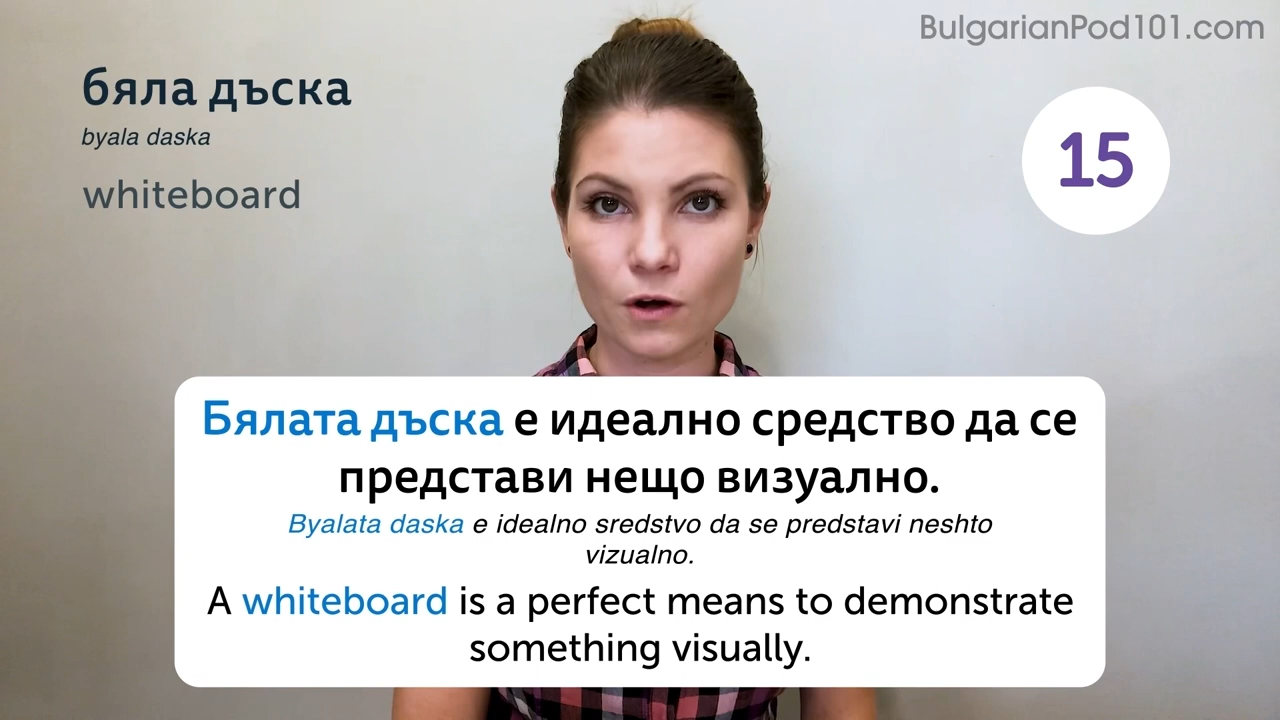 BulgarianPod101.com
бяла дъска
byala daska
whiteboard
15
Бялата дъска е идеално средство да се
представи нещо визуално.
Byalata daska e idealno sredstvo da se predstavi neshto
vizualno.
A whiteboard is a perfect means to demonstrate
something visually.